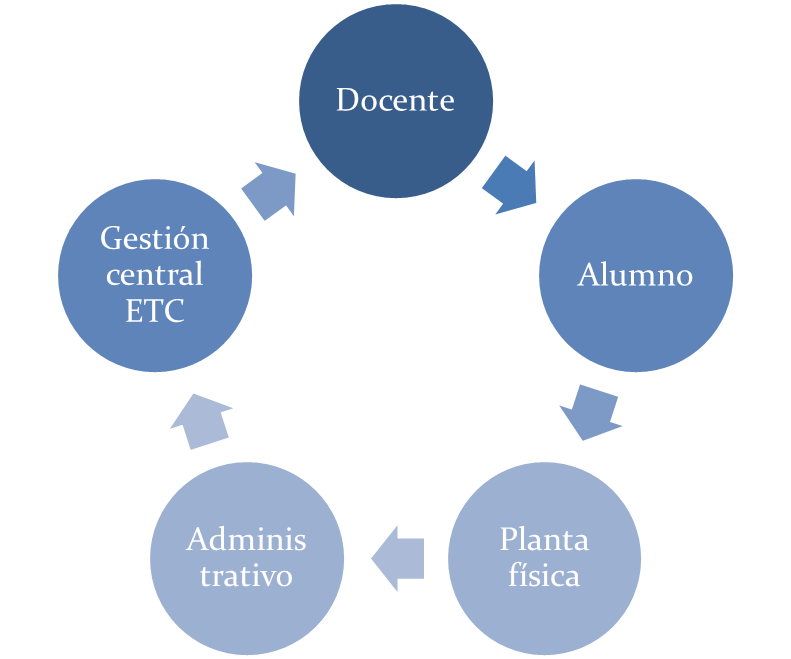 Docente
Alumno
Planta
física
Adminis
trativo
Gestión
central
ETC